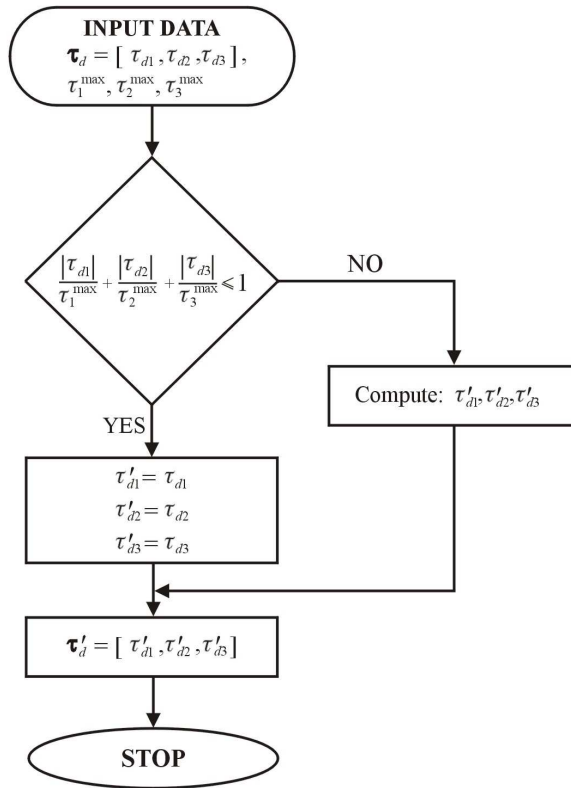 INPUT DATA
𝛕_d = [ τ_d1 , τ_d2 , τ_d3 ] ,
τ_1^max , τ_2^max , τ_3^max
|τ_d1|/τ_1^max + |τ_d2|/τ_2^max + |τ_d3|/τ_3^max ⩽ 1
NO
Compute: τ′_d1, τ′_d2, τ′_d3
YES
τ′_d1 = τ_d1
τ′_d2 = τ_d2
τ′_d3 = τ_d3
𝛕′_d = [ τ′_d1 , τ′_d2 , τ′_d3 ]
STOP